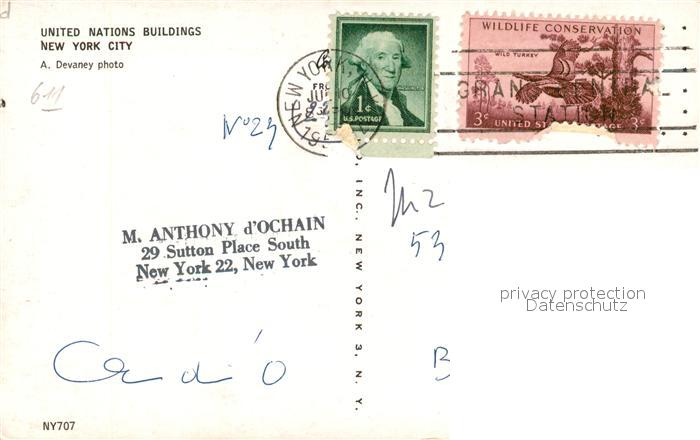 UNITED NATIONS BUILDINGS
NEW YORK CITY
A. Devaney photo
611
No 23
M. ANTHONY d'OCHAIN
29 Sutton Place South
New York 22, New York
NY707
NEW YORK,
1¢
U.S. POSTAGE
WILDLIFE CONSERVATION
WILD TURKEY
GRAND CENTRAL
STATION
3¢ UNITED STATES POSTAGE 3¢
O, INC., NEW YORK 3, N. Y.
53
B
privacy protection
Datenschutz